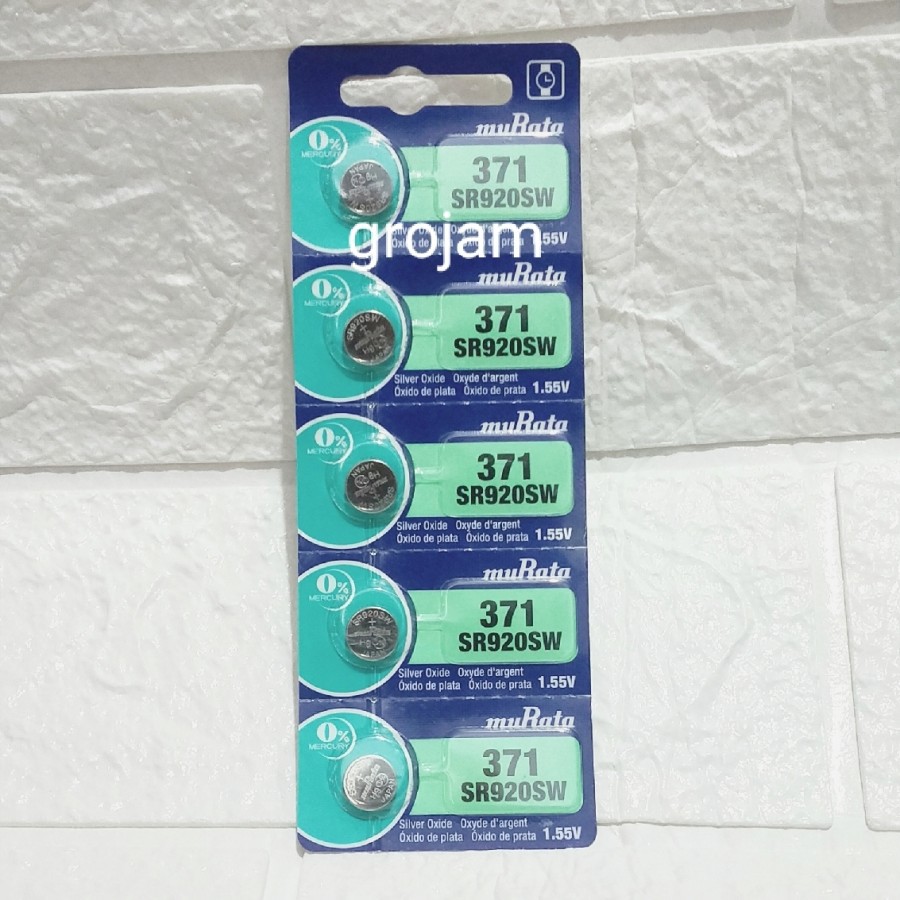 muRata
0%
MERCURY
371
SR920SW
grojam
Óxido de plata Óxido de prata 1.55V
muRata
0%
MERCURY
371
SR920SW
SR920SW
Silver Oxide Oxyde d'argent
Óxido de plata Óxido de prata 1.55V
muRata
0%
MERCURY
371
SR920SW
Silver Oxide Oxyde d'argent
Óxido de plata Óxido de prata 1.55V
muRata
0%
MERCURY
371
SR920SW
SR920SW
JAPAN
Silver Oxide Oxyde d'argent
Óxido de plata Óxido de prata 1.55V
muRata
0%
MERCURY
371
SR920SW
JAPAN
Silver Oxide Oxyde d'argent
Óxido de plata Óxido de prata 1.55V